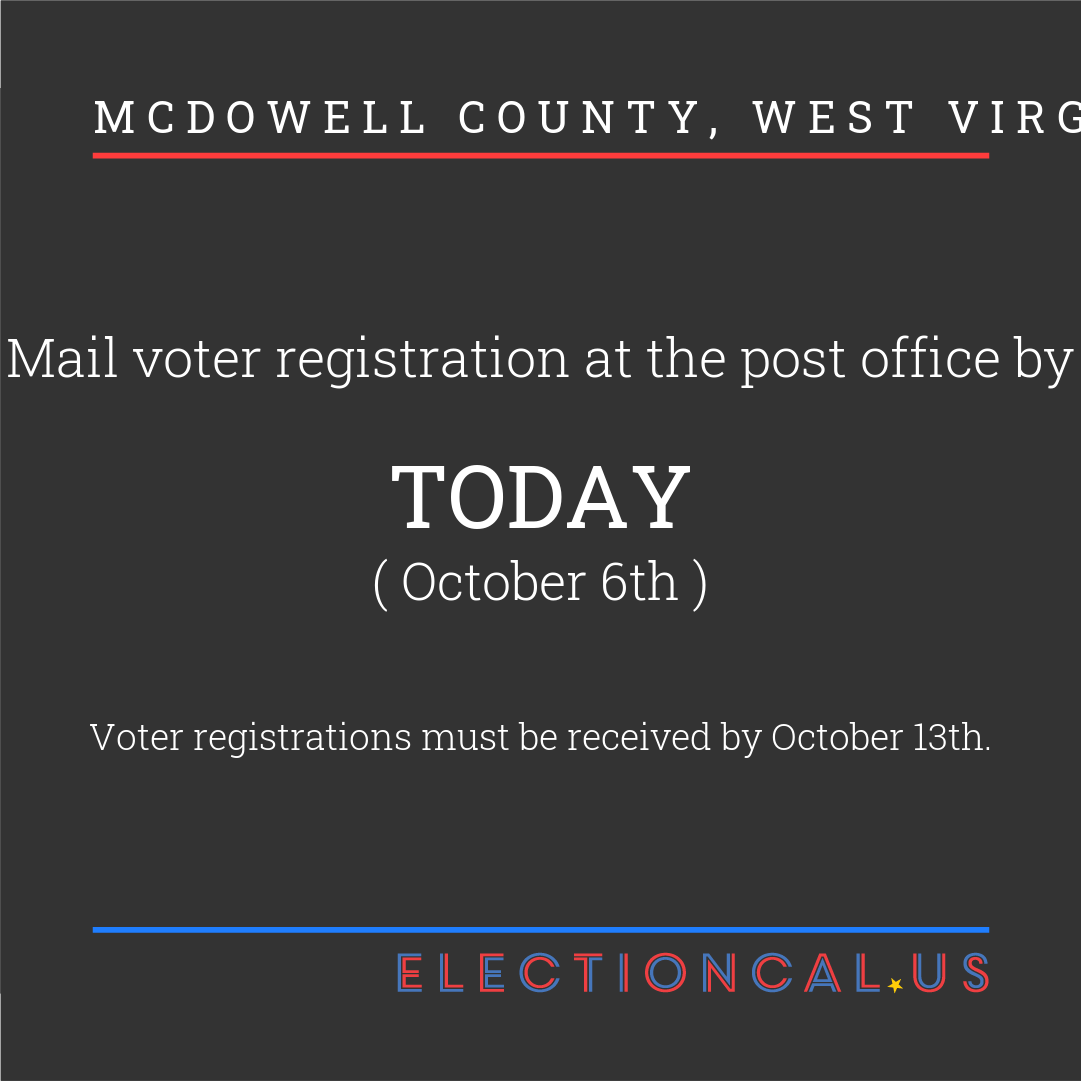 MCDOWELL COUNTY, WEST VIRG
Mail voter registration at the post office by
TODAY
( October 6th )
Voter registrations must be received by October 13th.
ELECTIONCAL.US